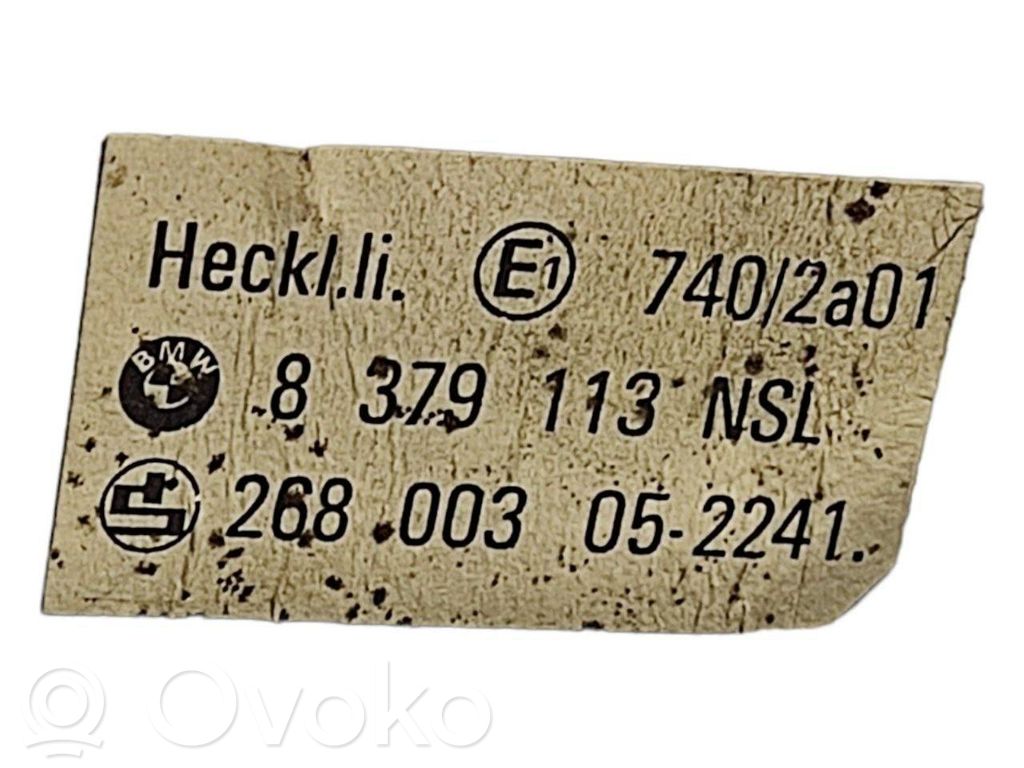 Heckl.li. E1 740/2a01
BMW 8 379 113 NSL
268 003 05-2241.
Ovoko